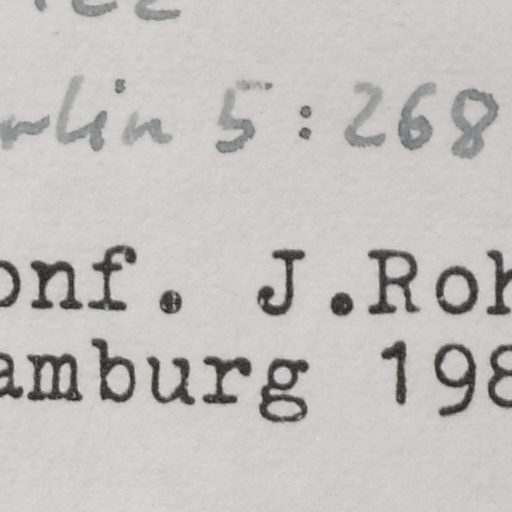 rlin 5:268
onf. J.Roh
amburg 198